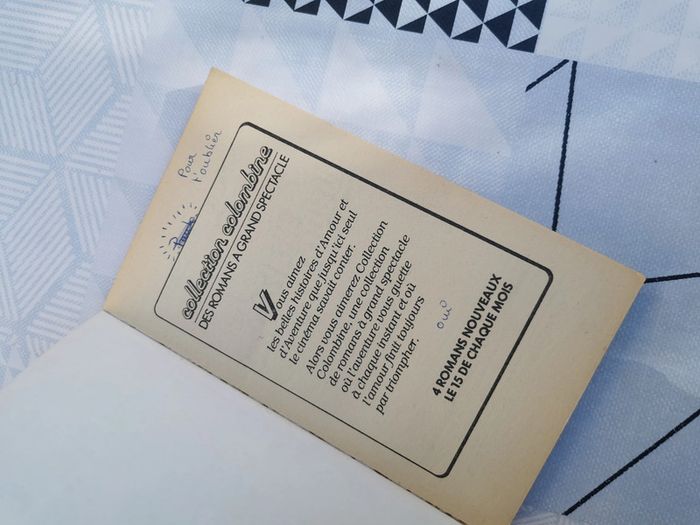 Pour
t'oublier
collection colombine
DES ROMANS A GRAND SPECTACLE
Vous aimez
les belles histoires d'Amour et
d'Aventure que jusqu'ici seul
le cinéma savait conter.
Alors vous aimerez Collection
Colombine, une collection
de romans à grand spectacle
où l'aventure vous guette
à chaque instant et où
l'amour finit toujours
par triompher.
oui
4 ROMANS NOUVEAUX
LE 15 DE CHAQUE MOIS